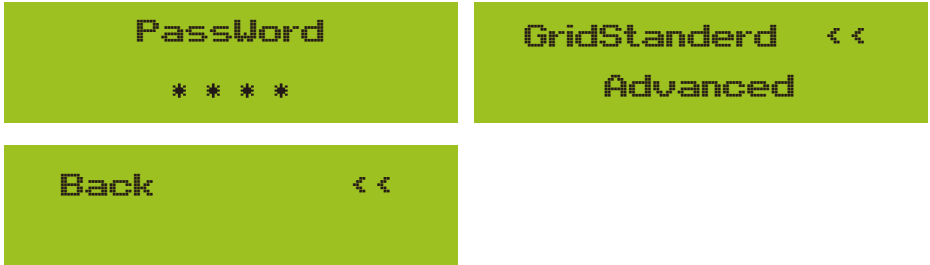 PassWord
* * * *
GridStanderd <<
Advanced
Back <<